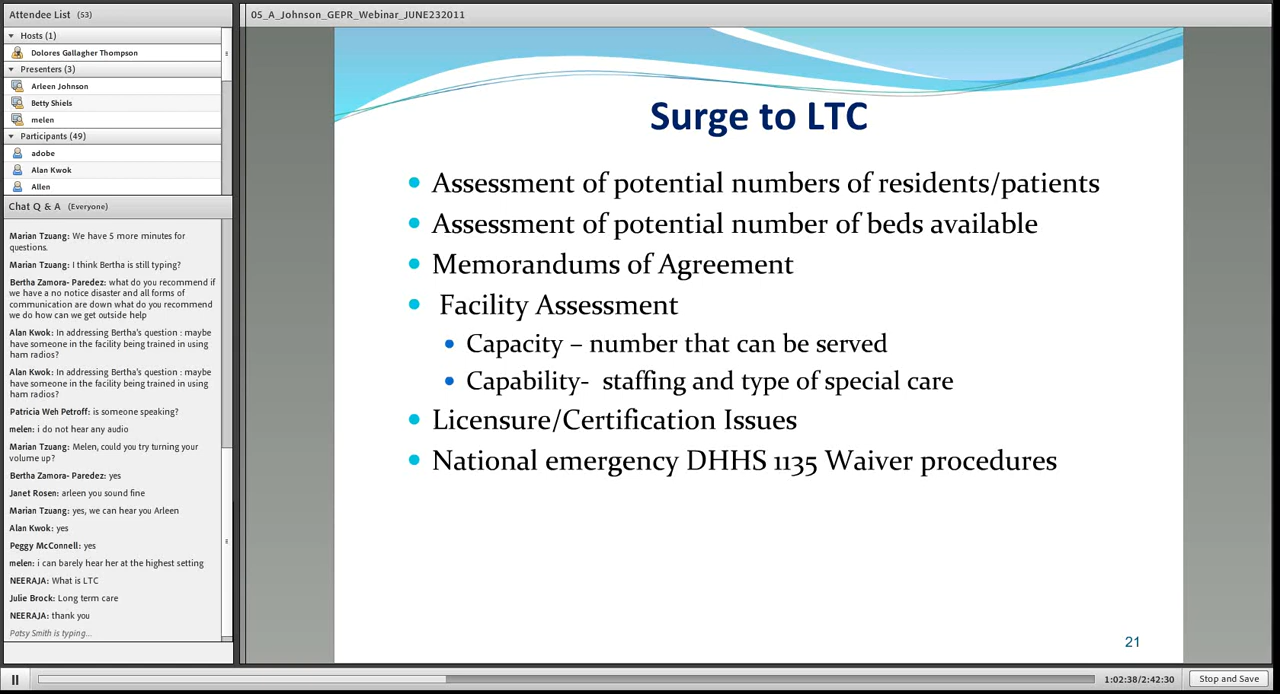 Attendee List (53)
Hosts (1)
Dolores Gallagher Thompson
Presenters (3)
Arleen Johnson
Betty Shiels
melen
Participants (49)
adobe
Alan Kwok
Allen
Chat Q & A (Everyone)
Marian Tzuang: We have 5 more minutes for
questions.
Marian Tzuang: I think Bertha is still typing?
Bertha Zamora- Paredez: what do you recommend if
we have a no notice disaster and all forms of
communication are down what do you recommend
we do how can we get outside help
Alan Kwok: In addressing Bertha's question : maybe
have someone in the facility being trained in using
ham radios?
Alan Kwok: In addressing Bertha's question : maybe
have someone in the facility being trained in using
ham radios?
Patricia Weh Petroff: is someone speaking?
melen: i do not hear any audio
Marian Tzuang: Melen, could you try turning your
volume up?
Bertha Zamora- Paredez: yes
Janet Rosen: arleen you sound fine
Marian Tzuang: yes, we can hear you Arleen
Alan Kwok: yes
Peggy McConnell: yes
melen: i can barely hear her at the highest setting
NEERAJA: What is LTC
Julie Brock: Long term care
NEERAJA: thank you
Patsy Smith is typing...
05_A_Johnson_GEPR_Webinar_JUNE232011
Surge to LTC
• Assessment of potential numbers of residents/patients
• Assessment of potential number of beds available
• Memorandums of Agreement
• Facility Assessment
• Capacity – number that can be served
• Capability- staffing and type of special care
• Licensure/Certification Issues
• National emergency DHHS 1135 Waiver procedures
21
1:02:38/2:42:30
Stop and Save